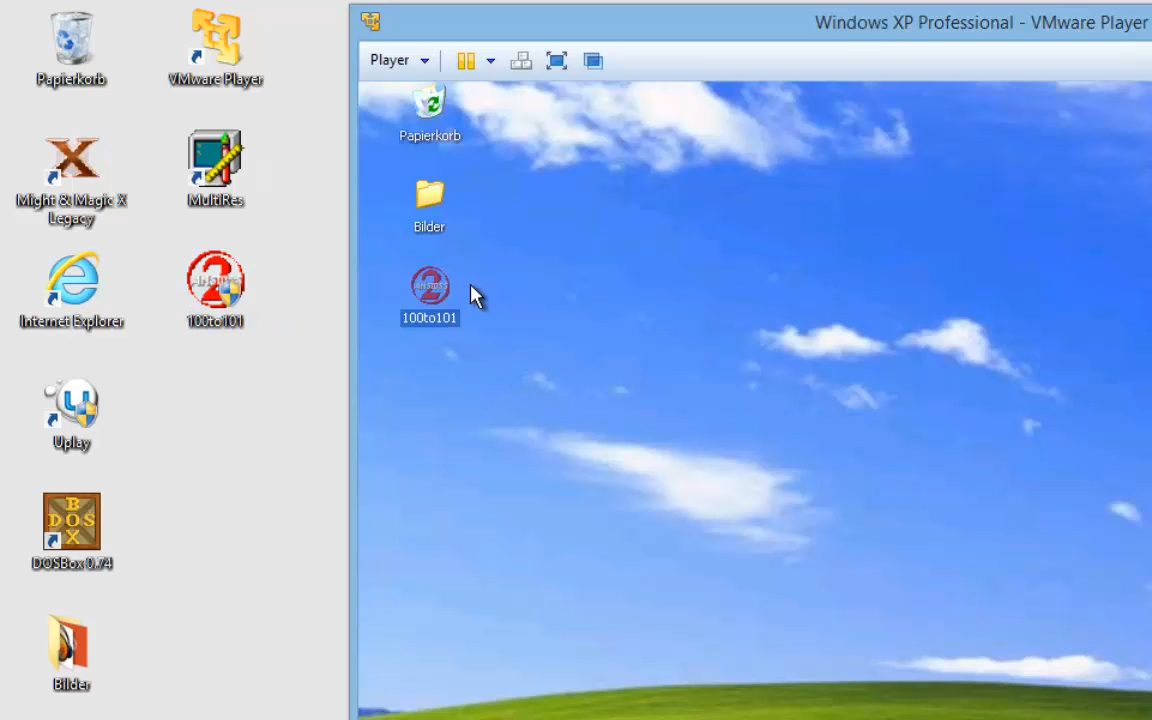 Papierkorb
VMware Player
Might & Magic X
Legacy
MultiRes
Internet Explorer
100to101
Uplay
DOSBox 0.74
Bilder
Windows XP Professional - VMware Player
Player
Papierkorb
Bilder
100to101